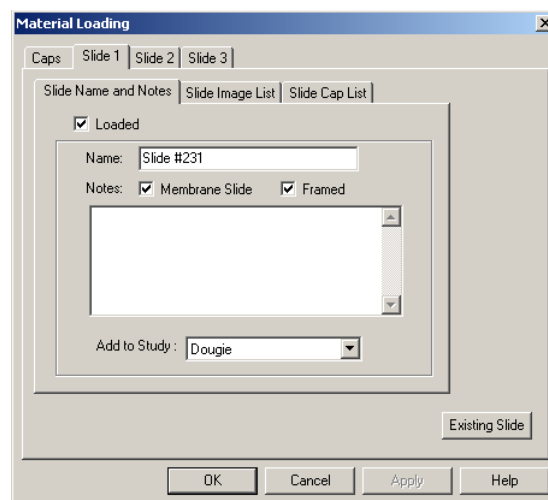 Material Loading
Caps Slide 1 Slide 2 Slide 3
Slide Name and Notes Slide Image List Slide Cap List
Loaded
Name: Slide #231
Notes: Membrane Slide Framed
Add to Study : Dougie
Existing Slide
OK Cancel Apply Help